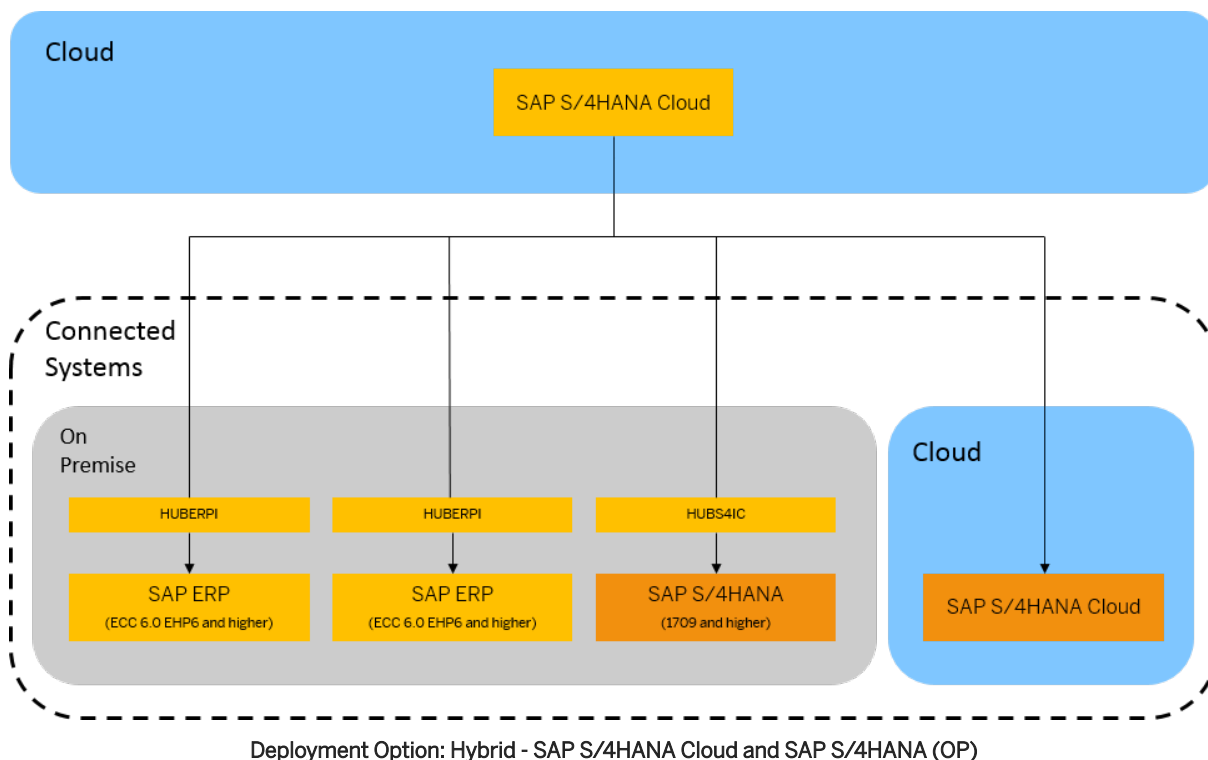 Cloud
SAP S/4HANA Cloud
Connected
Systems
On
Premise
Cloud
HUBERPI
HUBERPI
HUBS4IC
SAP ERP
(ECC 6.0 EHP6 and higher)
SAP ERP
(ECC 6.0 EHP6 and higher)
SAP S/4HANA
(1709 and higher)
SAP S/4HANA Cloud
Deployment Option: Hybrid - SAP S/4HANA Cloud and SAP S/4HANA (OP)